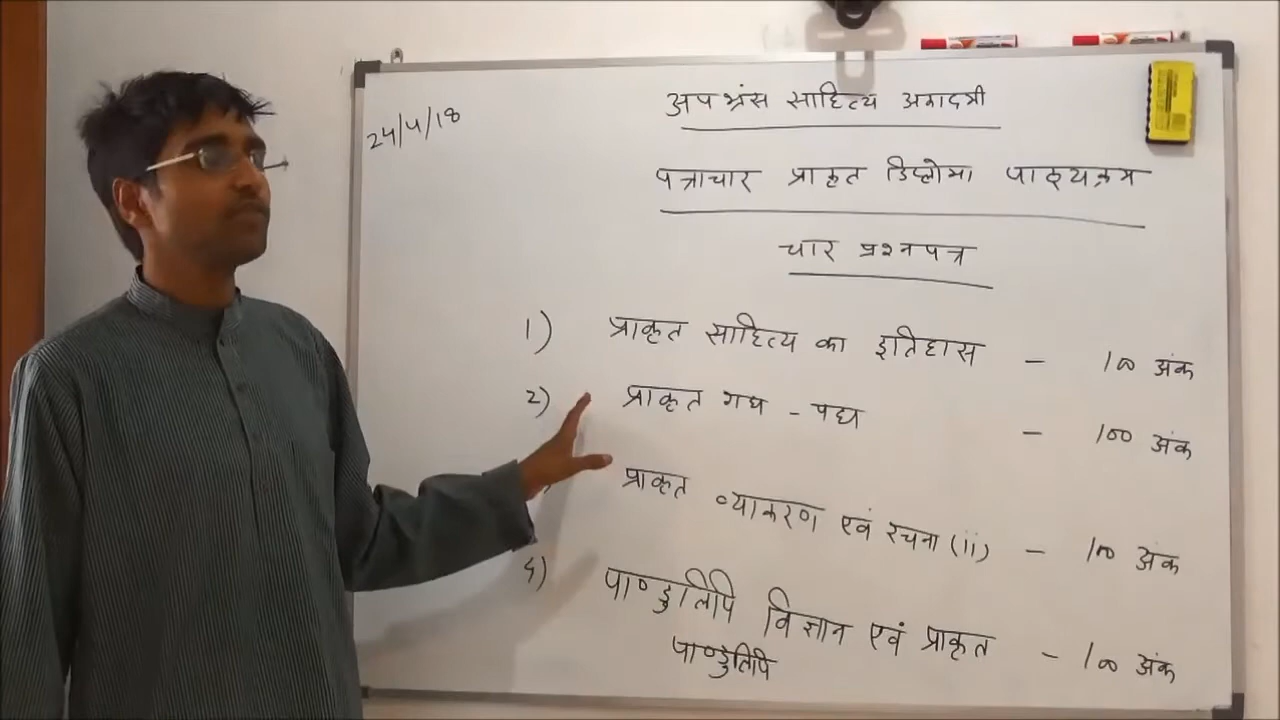 24/4/18
अपभ्रंस साहित्य अकादमी
पत्राचार प्राकृत डिप्लोमा पाठ्यक्रम
चार प्रश्नपत्र
1) प्राकृत साहित्य का इतिहास - 100 अंक
2) प्राकृत गद्य - पद्य - 100 अंक
प्राकृत व्याकरण एवं रचना (ii) - 100 अंक
4) पाण्डुलिपि विज्ञान एवं प्राकृत - 100 अंक
पाण्डुलिपि